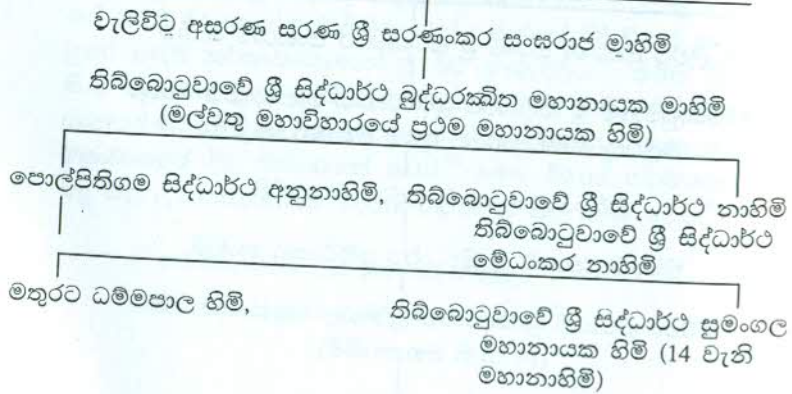 වැලිවිට අසරණ සරණ ශ්‍රී සරණංකර සංඝරාජ මාහිමි
තිබ්බොටුවාවේ ශ්‍රී සිද්ධාර්ථ බුද්ධරක්‍ඛිත මහානායක මාහිමි
(මල්වතු මහාවිහාරයේ ප්‍රථම මහානායක හිමි)
පොල්පිතිගම සිද්ධාර්ථ අනුනාහිමි, තිබ්බොටුවාවේ ශ්‍රී සිද්ධාර්ථ නාහිමි
තිබ්බොටුවාවේ ශ්‍රී සිද්ධාර්ථ
මේධංකර නාහිමි
මතුරට ධම්මපාල හිමි, තිබ්බොටුවාවේ ශ්‍රී සිද්ධාර්ථ සුමංගල
මහානායක හිමි (14 වැනි
මහානාහිමි)